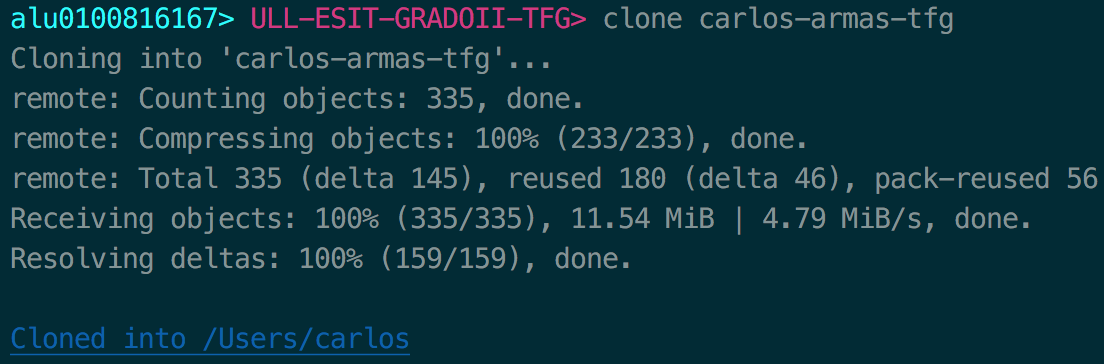 alu0100816167> ULL-ESIT-GRADOII-TFG> clone carlos-armas-tfg
Cloning into 'carlos-armas-tfg'...
remote: Counting objects: 335, done.
remote: Compressing objects: 100% (233/233), done.
remote: Total 335 (delta 145), reused 180 (delta 46), pack-reused 56
Receiving objects: 100% (335/335), 11.54 MiB | 4.79 MiB/s, done.
Resolving deltas: 100% (159/159), done.
Cloned into /Users/carlos